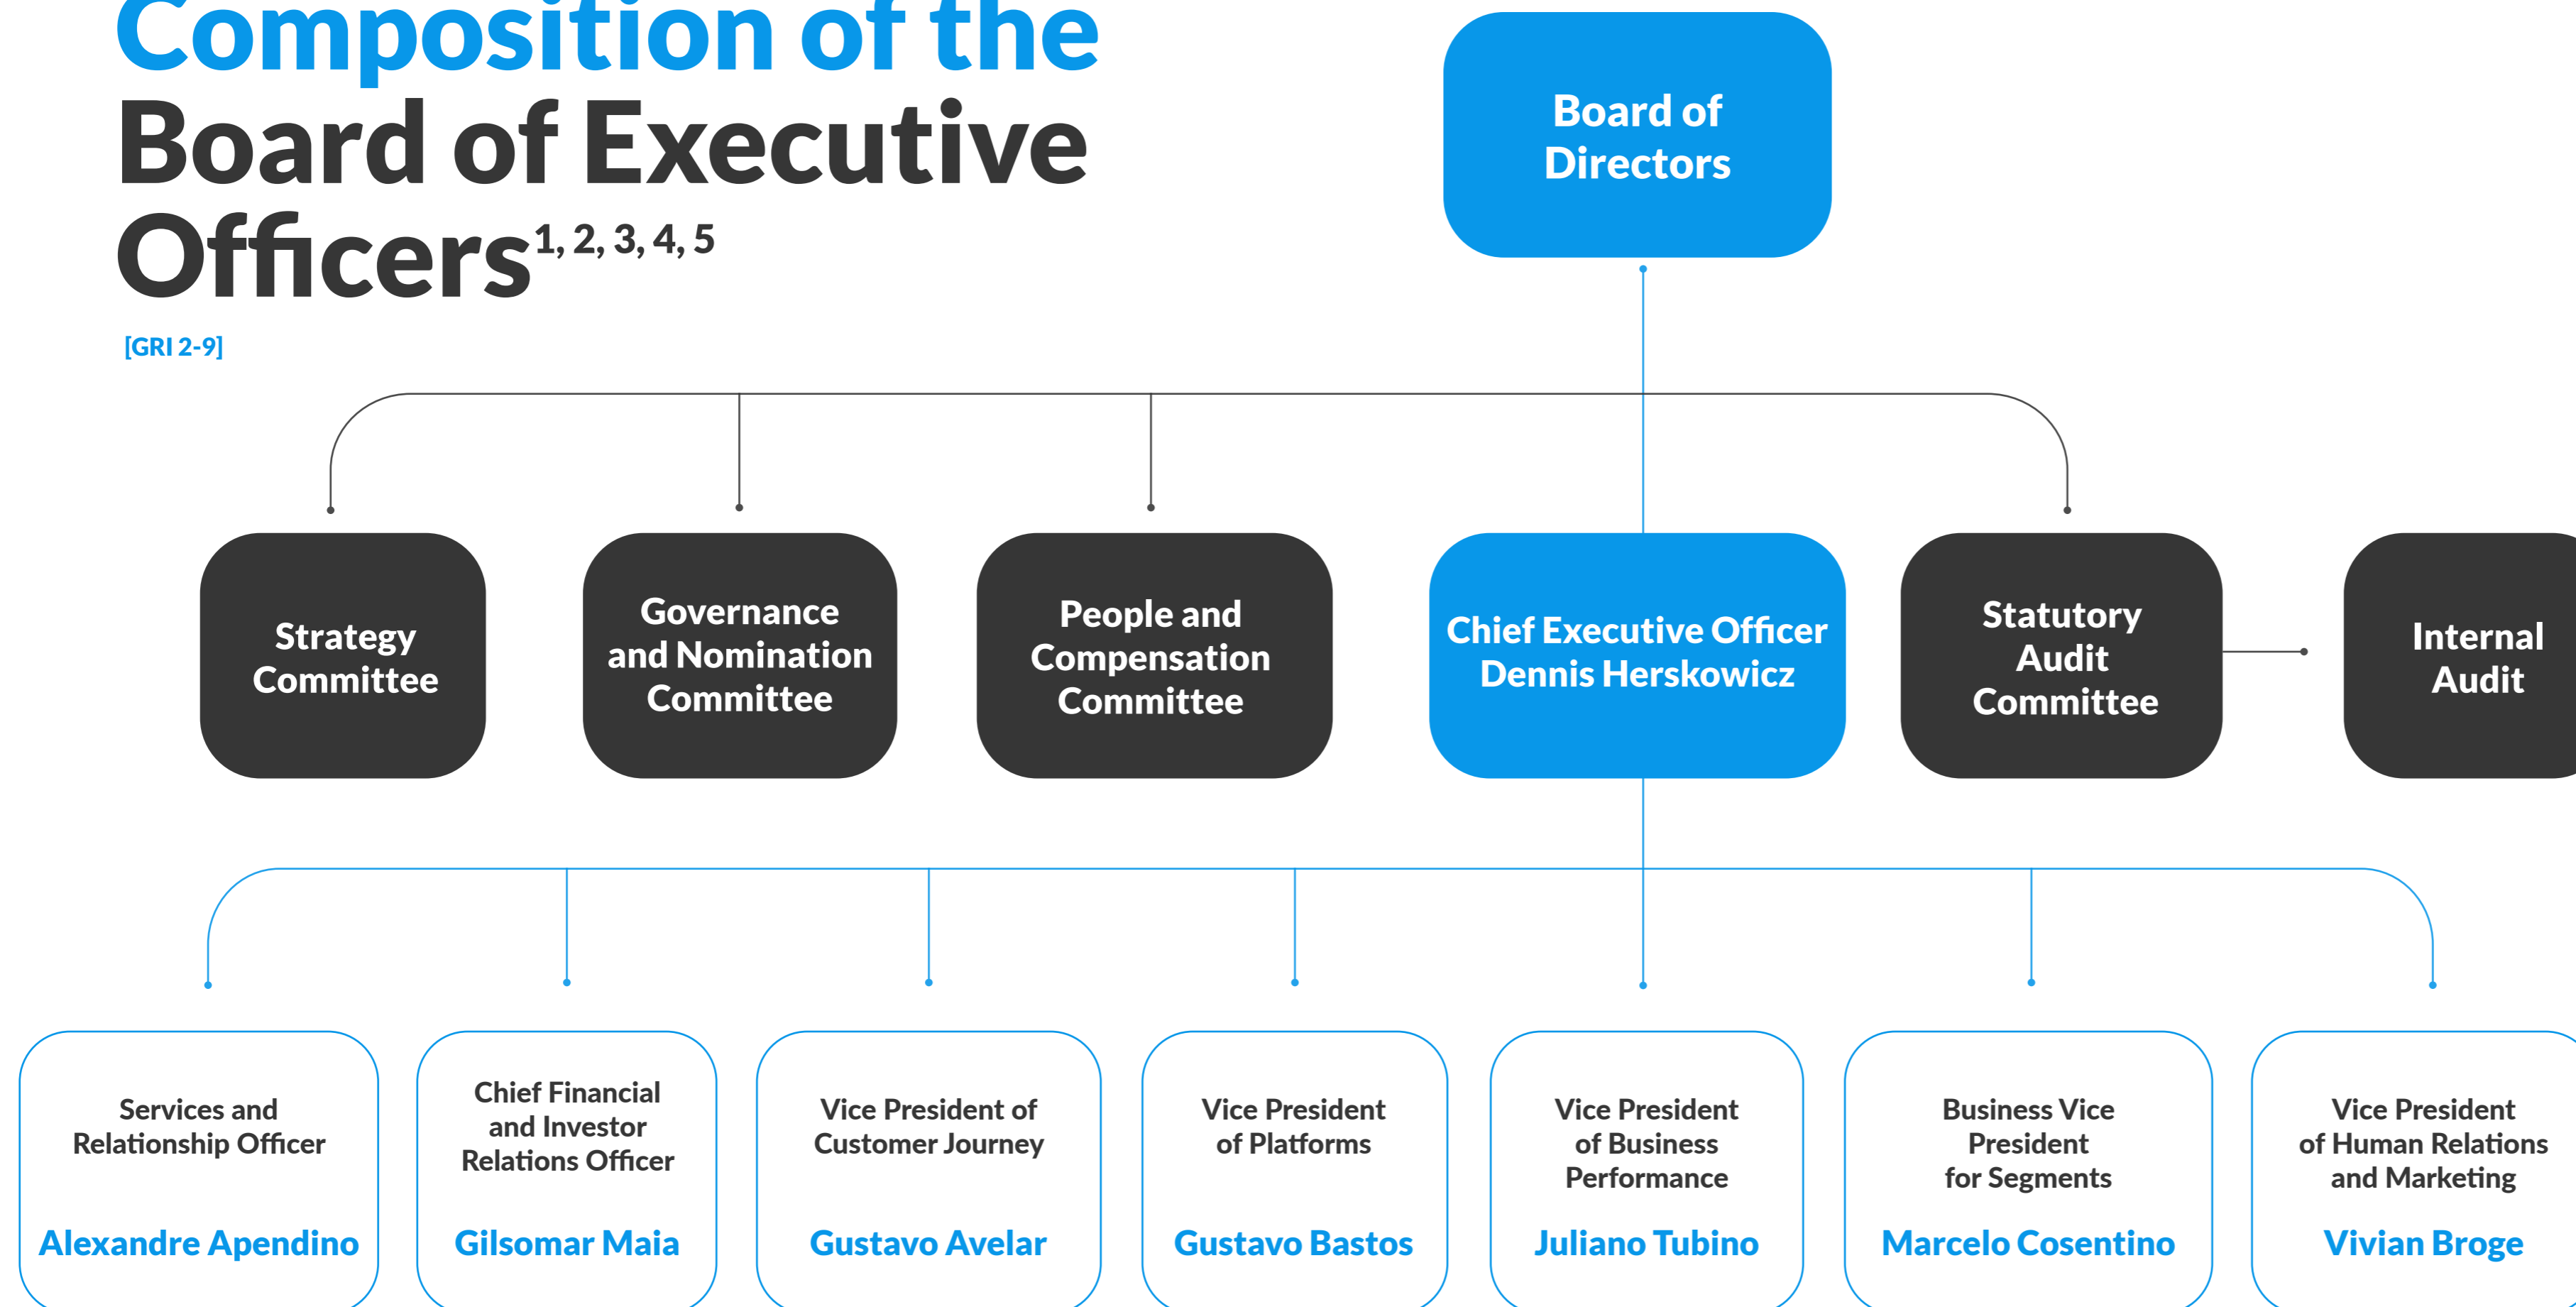 Composition of the
Board of Executive
Officers1, 2, 3, 4, 5
[GRI 2-9]
Board of
Directors
Strategy
Committee
Governance
and Nomination
Committee
People and
Compensation
Committee
Chief Executive Officer
Dennis Herskowicz
Statutory
Audit
Committee
Internal
Audit
Services and
Relationship Officer
Alexandre Apendino
Chief Financial
and Investor
Relations Officer
Gilsomar Maia
Vice President of
Customer Journey
Gustavo Avelar
Vice President
of Platforms
Gustavo Bastos
Vice President
of Business
Performance
Juliano Tubino
Business Vice
President
for Segments
Marcelo Cosentino
Vice President
of Human Relations
and Marketing
Vivian Broge